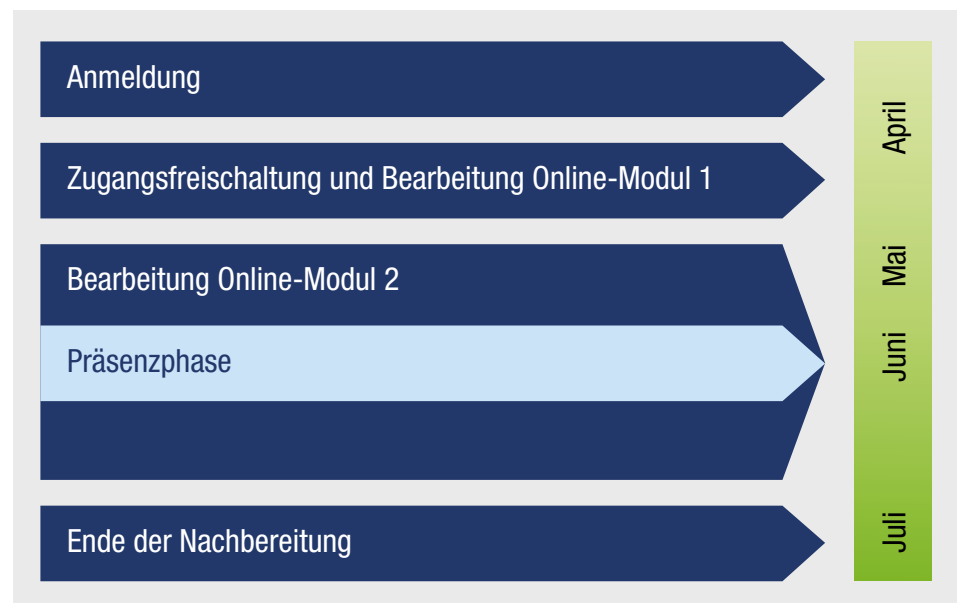 Anmeldung
Zugangsfreischaltung und Bearbeitung Online-Modul 1
Bearbeitung Online-Modul 2
Präsenzphase
Ende der Nachbereitung
April
Mai
Juni
Juli